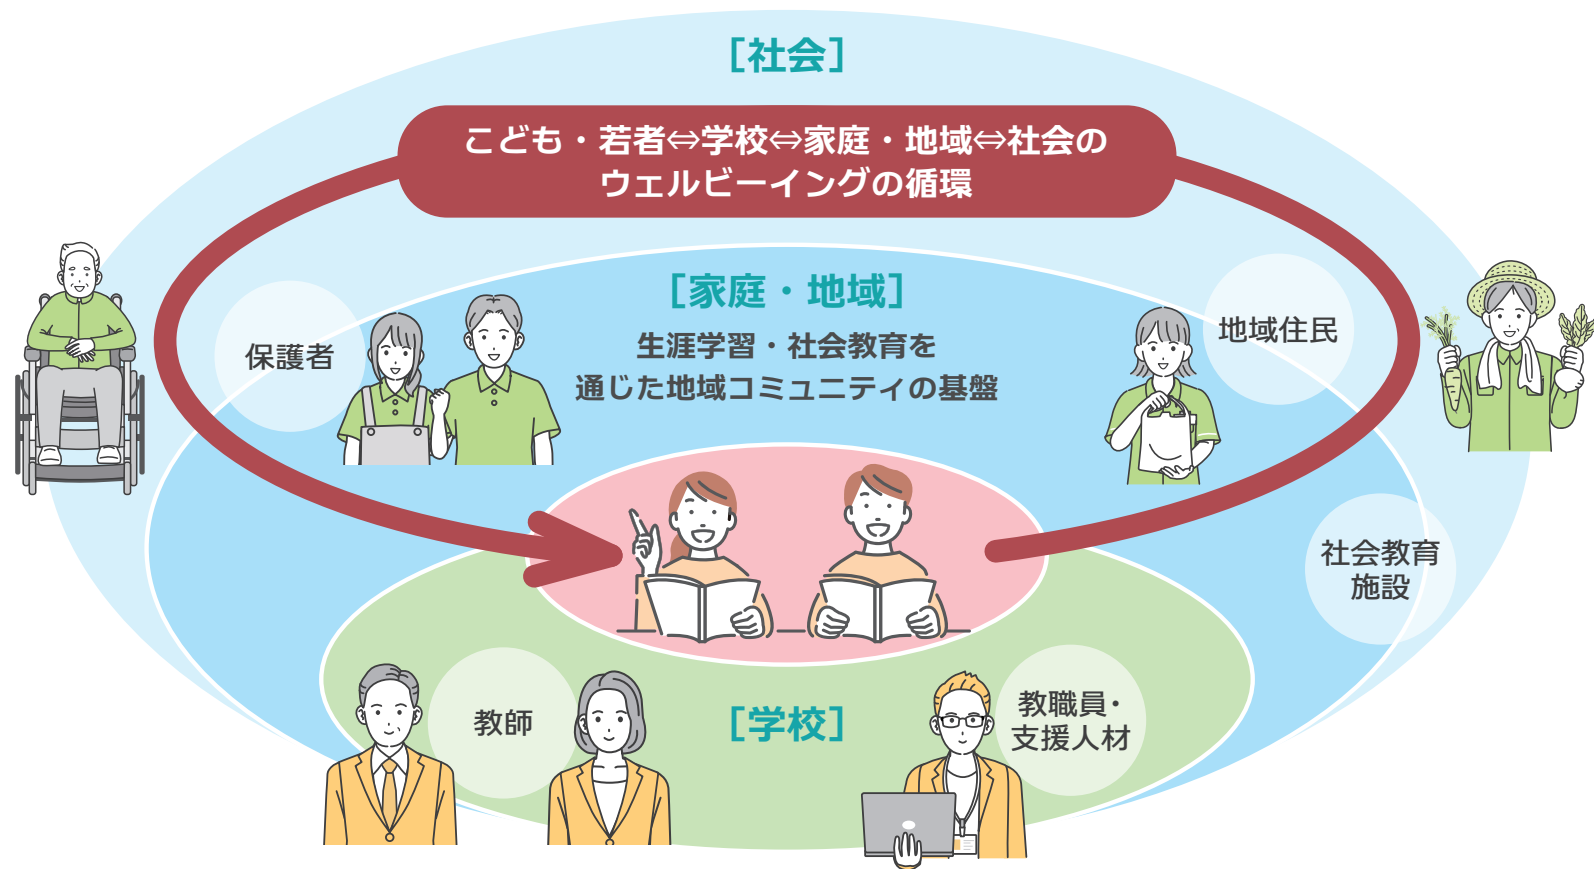 ［社会］
こども・若者⇔学校⇔家庭・地域⇔社会の
ウェルビーイングの循環
［家庭・地域］
生涯学習・社会教育を
通じた地域コミュニティの基盤
保護者
地域住民
社会教育
施設
教師
［学校］
教職員・
支援人材